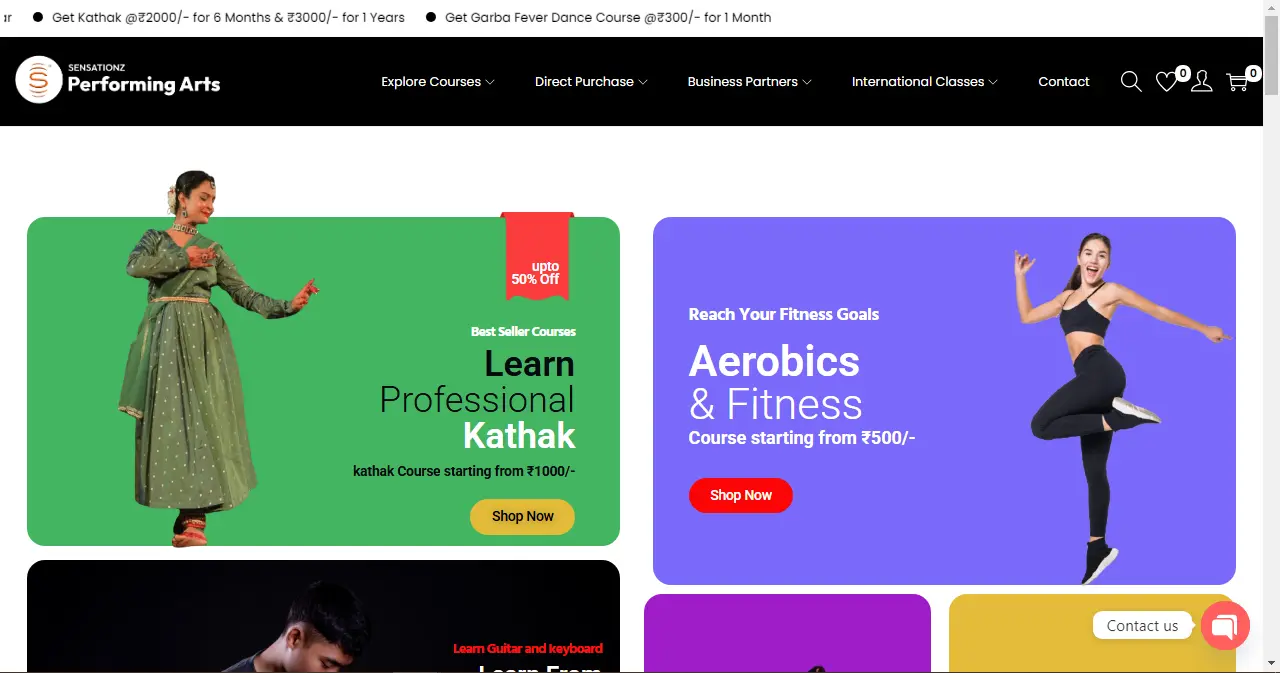 Get Kathak @₹2000/- for 6 Months & ₹3000/- for 1 Years
Get Garba Fever Dance Course @₹300/- for 1 Month
SENSATIONZ
Performing Arts
Explore Courses
Direct Purchase
Business Partners
International Classes
Contact
0
0
upto
50% Off
Best Seller Courses
Learn
Professional
Kathak
kathak Course starting from ₹1000/-
Shop Now
Reach Your Fitness Goals
Aerobics
& Fitness
Course starting from ₹500/-
Shop Now
Learn Guitar and keyboard
Learn From
Contact us